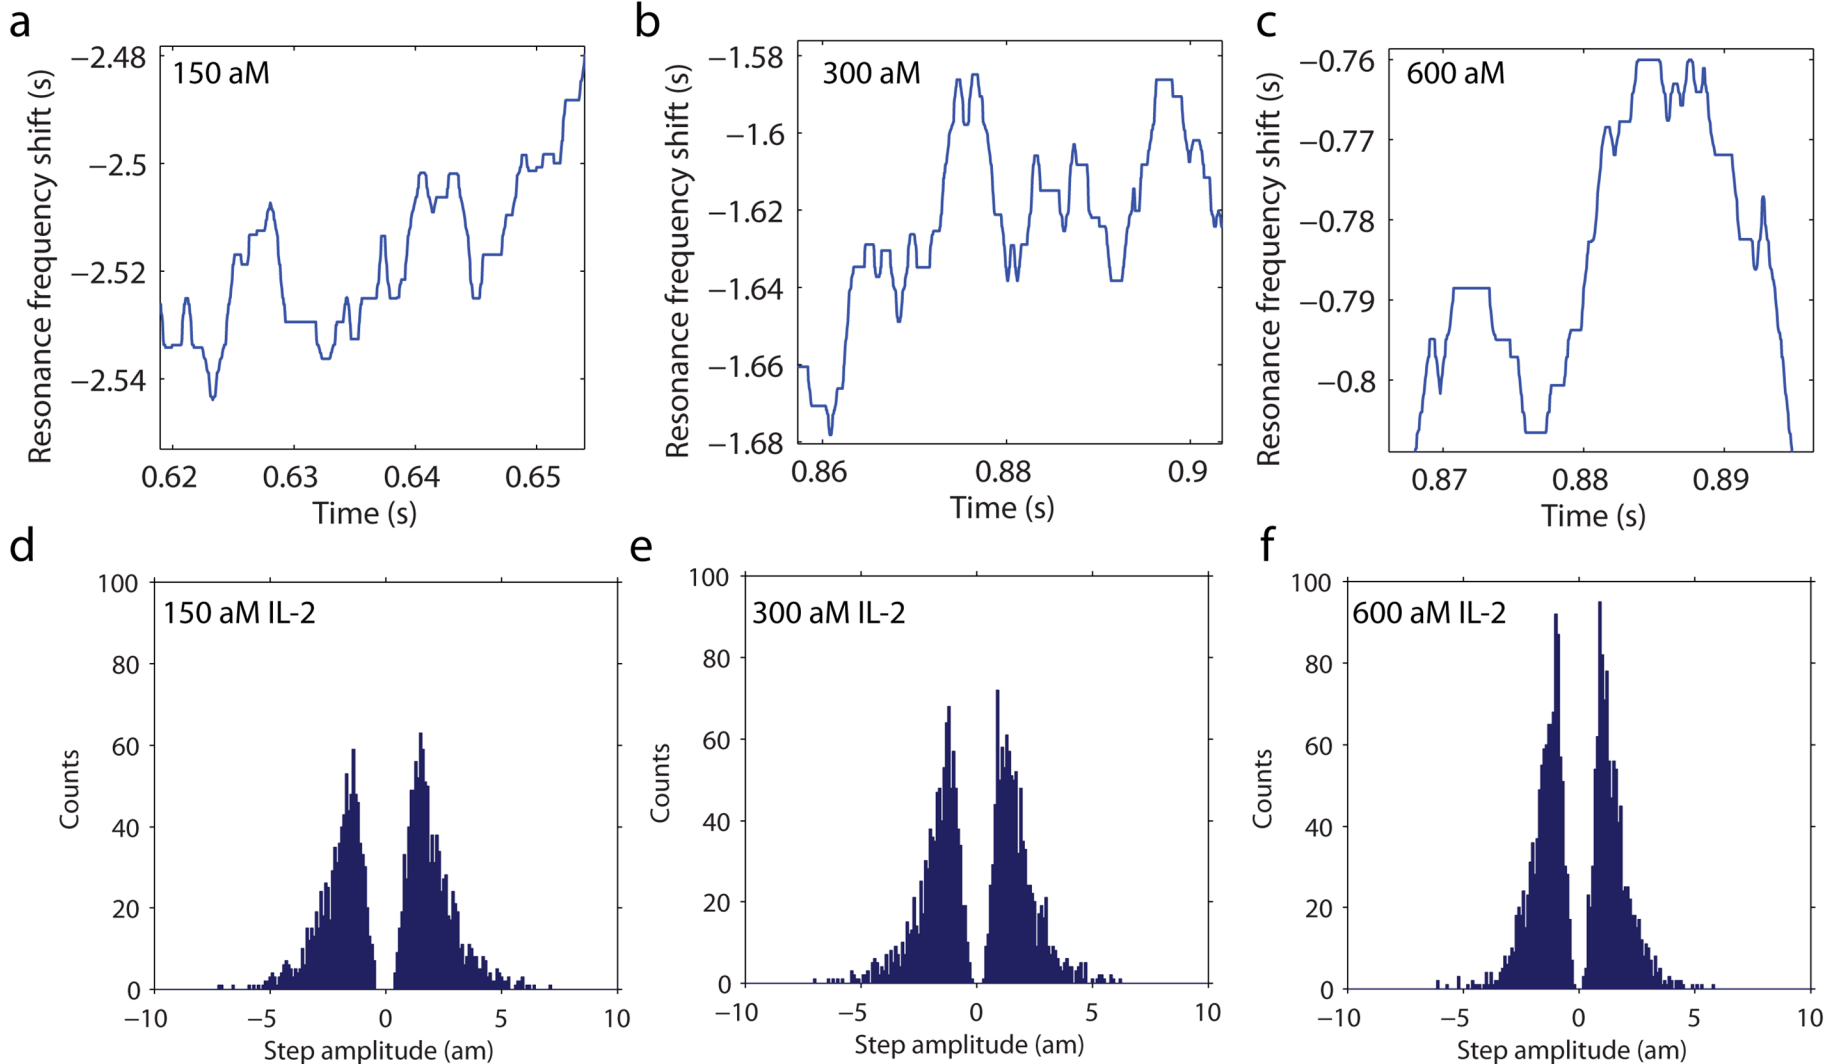 a
Resonance frequency shift (s)
150 aM
−2.48
−2.5
−2.52
−2.54
0.62 0.63 0.64 0.65
Time (s)
b
Resonance frequency shift (s)
300 aM
−1.58
−1.6
−1.62
−1.64
−1.66
−1.68
0.86 0.88 0.9
Time (s)
c
Resonance frequency shift (s)
600 aM
−0.76
−0.77
−0.78
−0.79
−0.8
0.87 0.88 0.89
Time (s)
d
Counts
150 aM IL-2
100
80
60
40
20
0
−10 −5 0 5 10
Step amplitude (am)
e
Counts
300 aM IL-2
100
80
60
40
20
0
−10 −5 0 5 10
Step amplitude (am)
f
Counts
600 aM IL-2
100
80
60
40
20
0
−10 −5 0 5 10
Step amplitude (am)